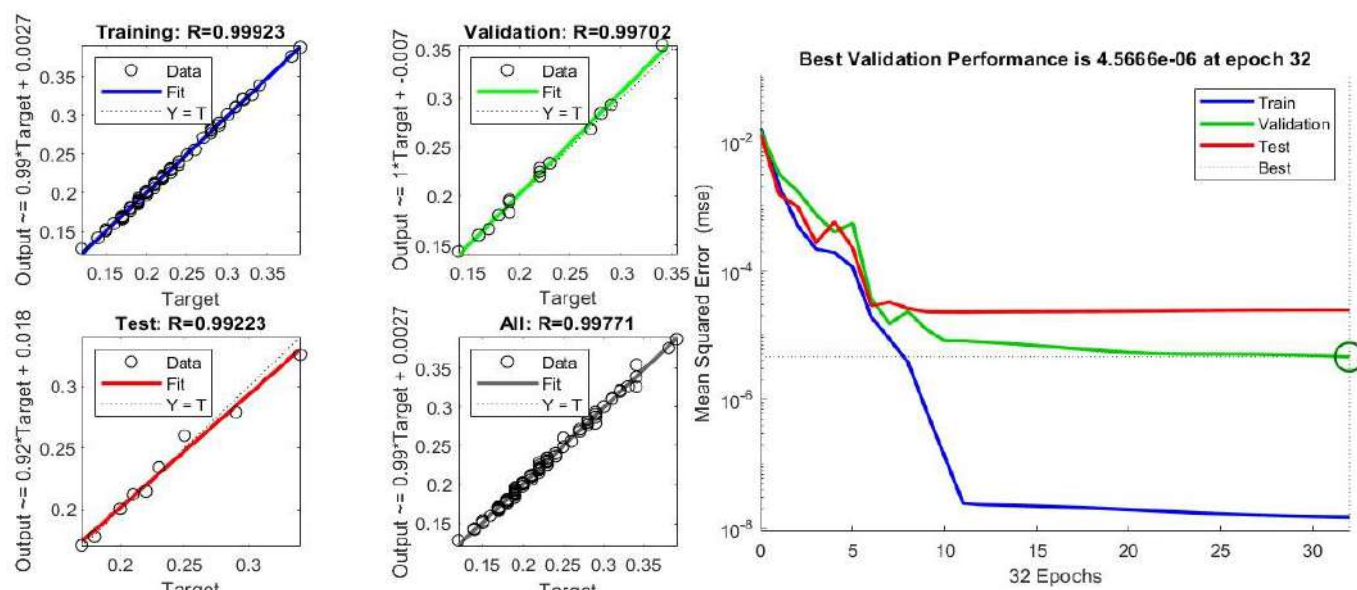 Training: R=0.99923
Output ~= 0.99*Target + 0.0027
0.35
0.3
0.25
0.2
0.15
Data
Fit
Y = T
0.15 0.2 0.25 0.3 0.35
Target
Validation: R=0.99702
Output ~= 1*Target + -0.007
0.35
0.3
0.25
0.2
0.15
Data
Fit
Y = T
0.15 0.2 0.25 0.3 0.35
Target
Test: R=0.99223
Output ~= 0.92*Target + 0.018
0.3
0.25
0.2
Data
Fit
Y = T
0.2 0.25 0.3
Target
All: R=0.99771
Output ~= 0.99*Target + 0.0027
0.35
0.3
0.25
0.2
0.15
Data
Fit
Y = T
0.15 0.2 0.25 0.3 0.35
Target
Best Validation Performance is 4.5666e-06 at epoch 32
Mean Squared Error (mse)
10-2
10-4
10-6
10-8
Train
Validation
Test
Best
0 5 10 15 20 25 30
32 Epochs